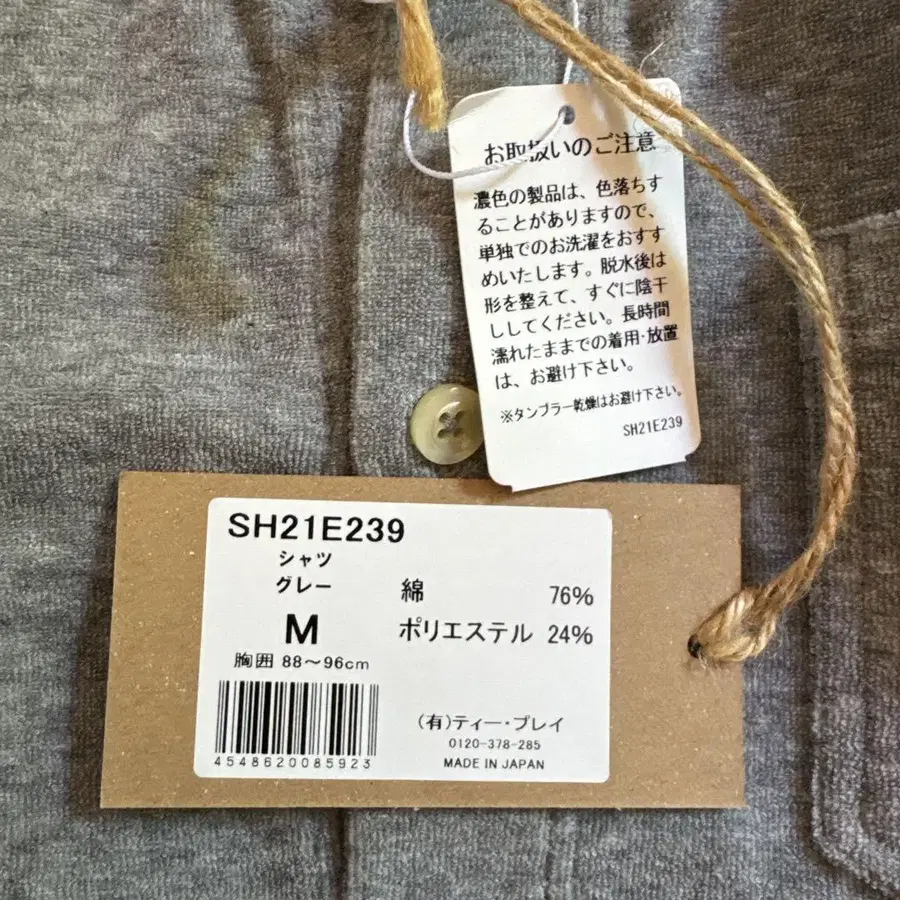 お取扱いのご注意
濃色の製品は、色落ちす
ることがありますので、
単独でのお洗濯をおすす
めいたします。脱水後は
形を整えて、すぐに陰干
ししてください。長時間
濡れたままでの着用・放置
は、お避け下さい。
※タンブラー乾燥はお避け下さい。
SH21E239
SH21E239
シャツ
グレー
綿 76%
M
ポリエステル 24%
胸囲 88～96cm
(有)ティー・プレイ
0120-378-285
4548620085923
MADE IN JAPAN